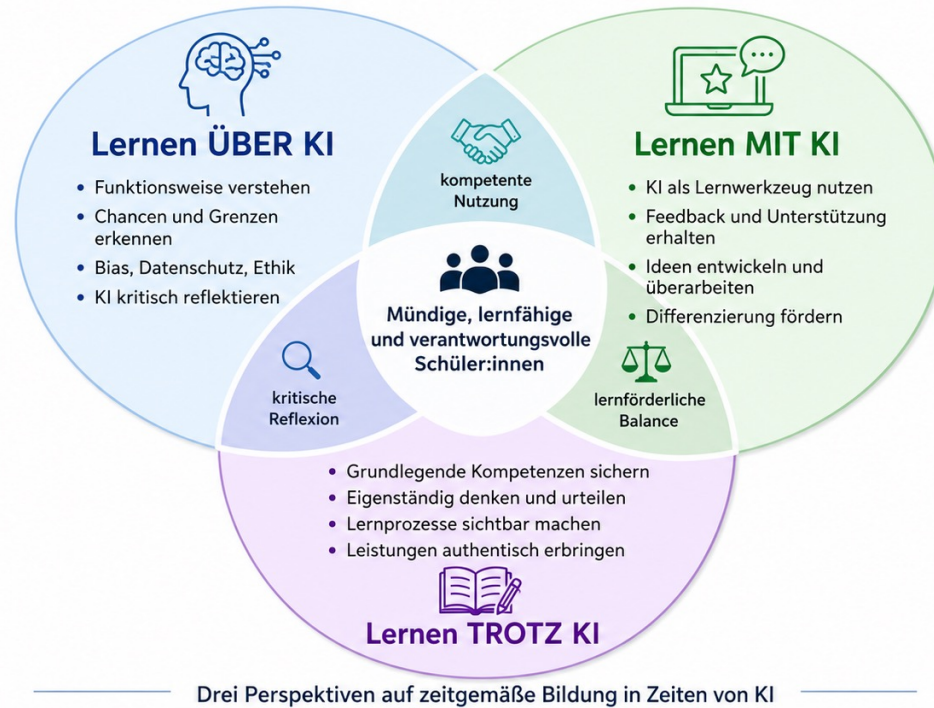 Lernen ÜBER KI
• Funktionsweise verstehen
• Chancen und Grenzen
erkennen
• Bias, Datenschutz, Ethik
• KI kritisch reflektieren
kompetente
Nutzung
Lernen MIT KI
• KI als Lernwerkzeug nutzen
• Feedback und Unterstützung
erhalten
• Ideen entwickeln und
überarbeiten
• Differenzierung fördern
Mündige, lernfähige
und verantwortungsvolle
Schüler:innen
kritische
Reflexion
lernförderliche
Balance
• Grundlegende Kompetenzen sichern
• Eigenständig denken und urteilen
• Lernprozesse sichtbar machen
• Leistungen authentisch erbringen
Lernen TROTZ KI
Drei Perspektiven auf zeitgemäße Bildung in Zeiten von KI